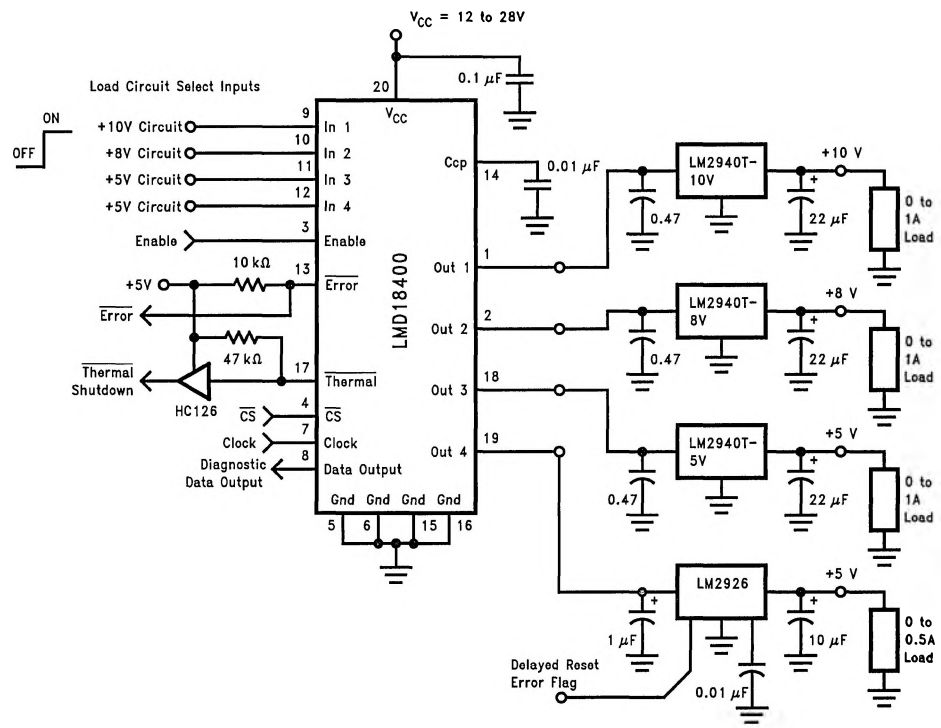 V_CC = 12 to 28V
0.1 μF
20
V_CC
Load Circuit Select Inputs
ON
OFF
+10V Circuit
9
In 1
+8V Circuit
10
In 2
+5V Circuit
11
In 3
+5V Circuit
12
In 4
Enable
3
Enable
10 kΩ
13
Error
+5V
Error
47 kΩ
17
Thermal
Thermal
Shutdown
HC126
CS
4
CS
Clock
7
Clock
Diagnostic
Data Output
8
Data Output
Gnd Gnd Gnd Gnd
5 6 15 16
LMD18400
Ccp
14
0.01 μF
Out 1
1
Out 2
2
Out 3
18
Out 4
19
LM2940T-
10V
+10 V
0.47
+
22 μF
0 to
1A
Load
LM2940T-
8V
+8 V
0.47
+
22 μF
0 to
1A
Load
LM2940T-
5V
+5 V
0.47
+
22 μF
0 to
1A
Load
LM2926
+5 V
+
1 μF
+
10 μF
0 to
0.5A
Load
Delayed Reset
Error Flag
0.01 μF